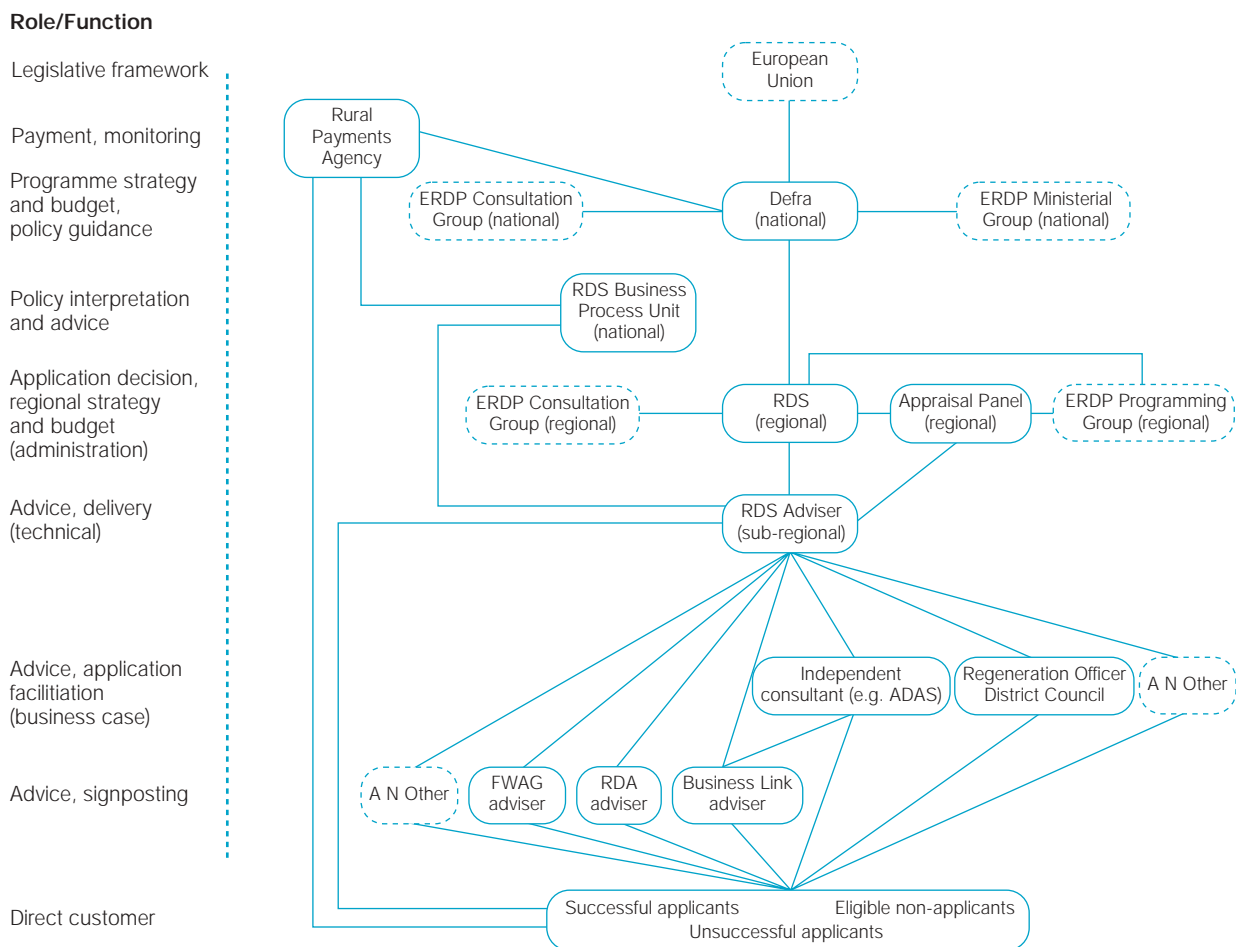 Role/Function
Legislative framework
European
Union
Rural
Payments
Agency
Payment, monitoring
Programme strategy
and budget,
policy guidance
ERDP Consultation
Group (national)
Defra
(national)
ERDP Ministerial
Group (national)
Policy interpretation
and advice
RDS Business
Process Unit
(national)
Application decision,
regional strategy
and budget
(administration)
ERDP Consultation
Group (regional)
RDS
(regional)
Appraisal Panel
(regional)
ERDP Programming
Group (regional)
Advice, delivery
(technical)
RDS Adviser
(sub-regional)
Advice, application
facilitiation
(business case)
Independent
consultant (e.g. ADAS)
Regeneration Officer
District Council
A N Other
Advice, signposting
A N Other
FWAG
adviser
RDA
adviser
Business Link
adviser
Direct customer
Successful applicants
Eligible non-applicants
Unsuccessful applicants